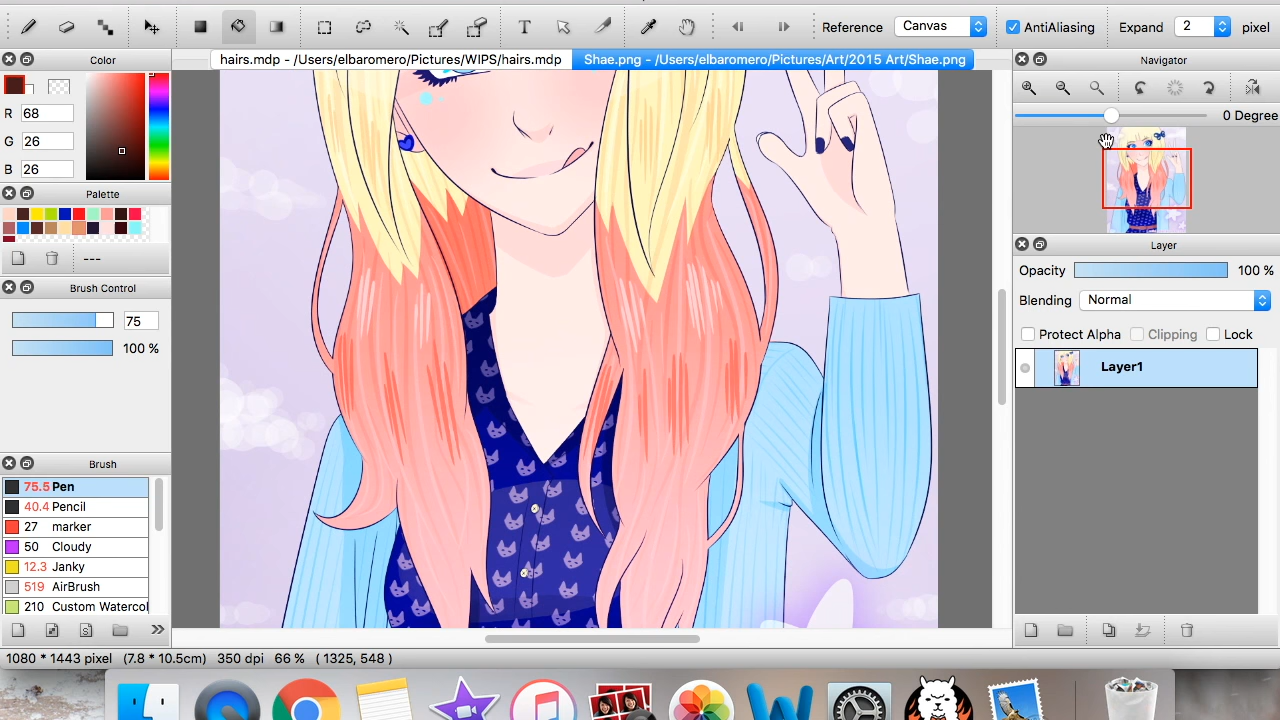 T
Reference
Canvas
AntiAliasing
Expand
2
pixel
Color
hairs.mdp - /Users/elbaromero/Pictures/WIPS/hairs.mdp
Shae.png - /Users/elbaromero/Pictures/Art/2015 Art/Shae.png
Navigator
R
68
G
26
B
26
0 Degree
Palette
---
Layer
Opacity
100 %
Brush Control
Blending
Normal
75
100 %
Protect Alpha
Clipping
Lock
Layer1
Brush
75.5 Pen
40.4 Pencil
27 marker
50 Cloudy
12.3 Janky
519 AirBrush
210 Custom Watercol
1080 * 1443 pixel (7.8 * 10.5cm) 350 dpi 66 % ( 1325, 548 )